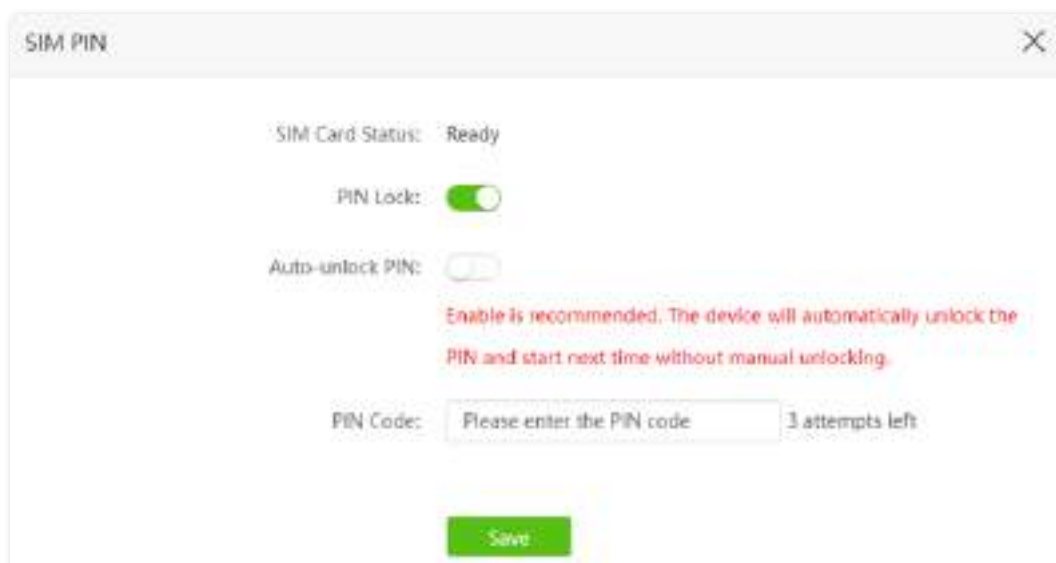 SIM PIN
SIM Card Status: Ready
PIN Lock:
Auto-unlock PIN:
Enable is recommended. The device will automatically unlock the
PIN and start next time without manual unlocking.
PIN Code: Please enter the PIN code 3 attempts left
Save